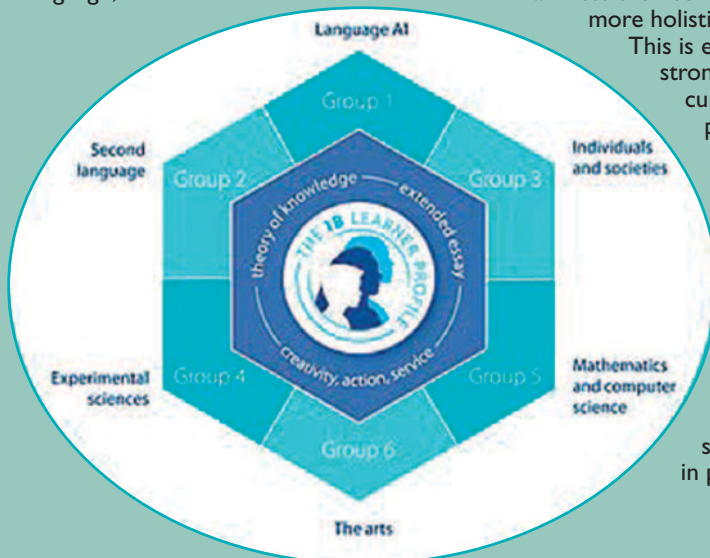 more holisti
This is e
stron
cu
Language A1
Group 1
Second
language
Group 2
Individuals
and societies
Group 3
theory of knowledge
extended essay
THE IB LEARNER PROFILE
creativity, action, service
Experimental
sciences
Group 4
Mathematics
and computer
science
Group 5
Group 6
The arts
s
in p